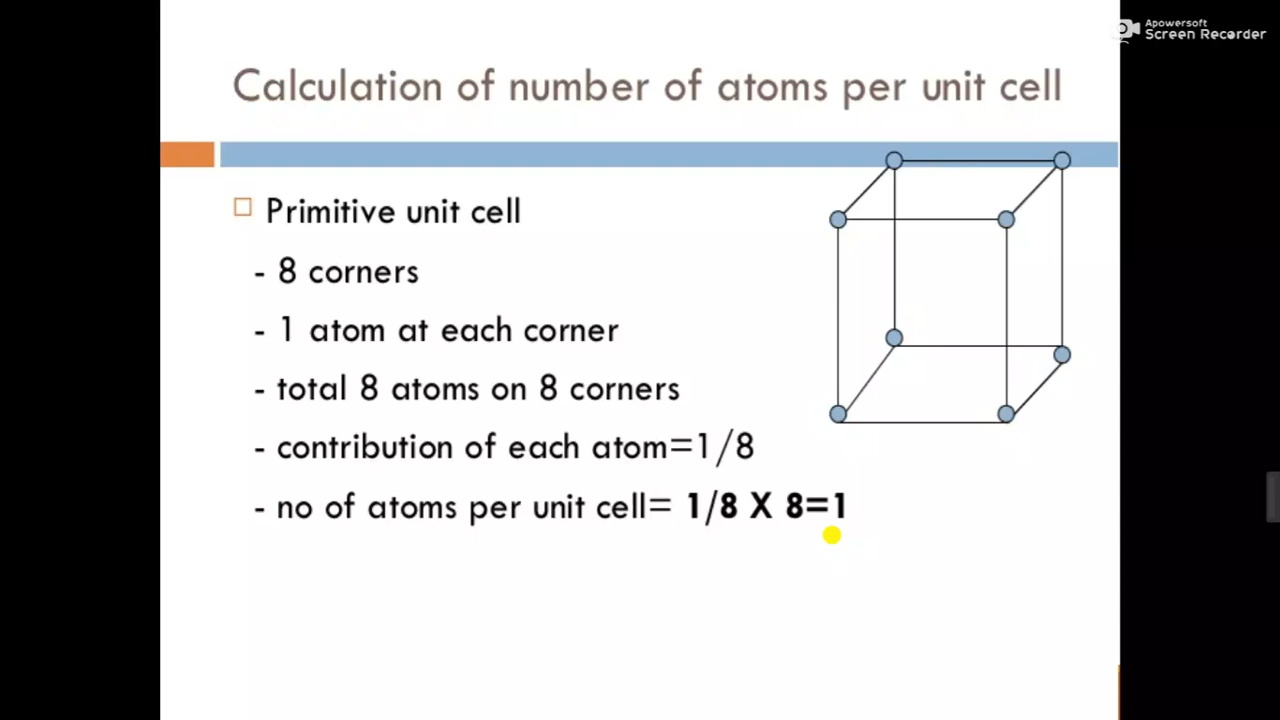 Apowersoft
Screen Recorder
Calculation of number of atoms per unit cell
Primitive unit cell
- 8 corners
- 1 atom at each corner
- total 8 atoms on 8 corners
- contribution of each atom=1/8
- no of atoms per unit cell= 1/8 X 8=1